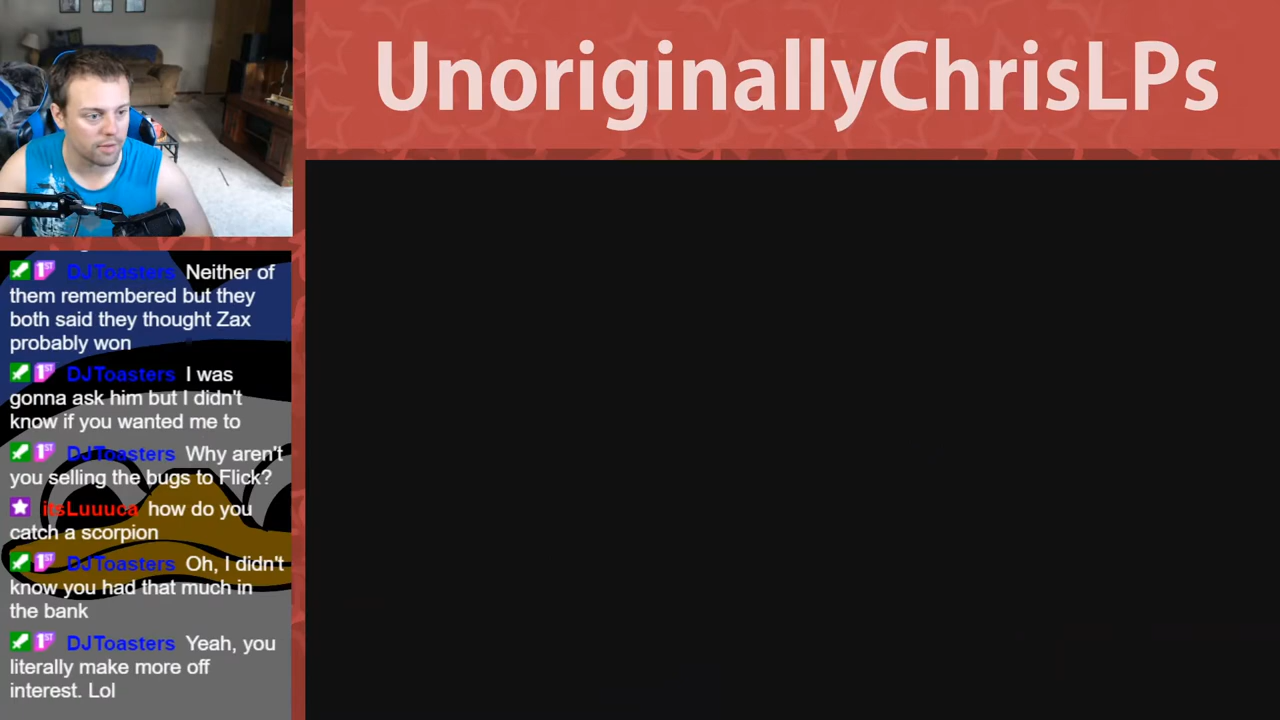 UnoriginallyChrisLPs
DJToasters Neither of
them remembered but they
both said they thought Zax
probably won
DJToasters I was
gonna ask him but I didn't
know if you wanted me to
DJToasters Why aren't
you selling the bugs to Flick?
itsLuuuca how do you
catch a scorpion
DJToasters Oh, I didn't
know you had that much in
the bank
DJToasters Yeah, you
literally make more off
interest. Lol